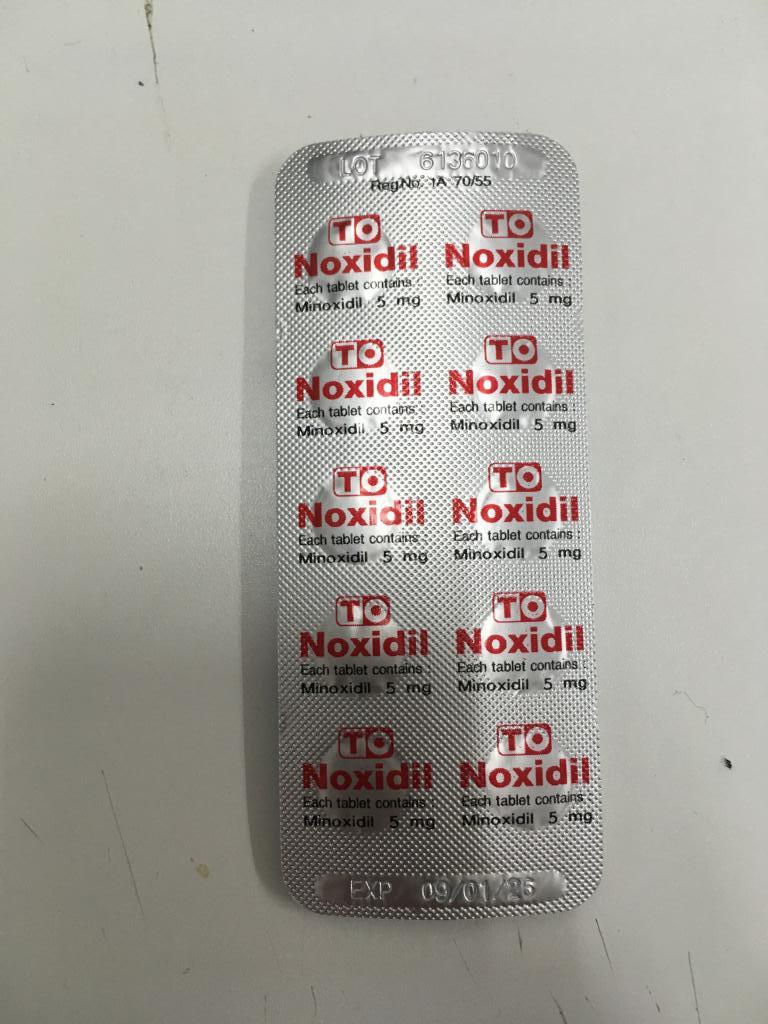 LOT 6136010
Reg.No. 1A 70/55
TO TO
Noxidil Noxidil
Each tablet contains : Each tablet contains :
Minoxidil 5 mg Minoxidil 5 mg
TO TO
Noxidil Noxidil
Each tablet contains : Each tablet contains :
Minoxidil 5 mg Minoxidil 5 mg
TO TO
Noxidil Noxidil
Each tablet contains : Each tablet contains :
Minoxidil 5 mg Minoxidil 5 mg
TO TO
Noxidil Noxidil
Each tablet contains : Each tablet contains :
Minoxidil 5 mg Minoxidil 5 mg
TO TO
Noxidil Noxidil
Each tablet contains : Each tablet contains :
Minoxidil 5 mg Minoxidil 5 mg
EXP 09/01/26